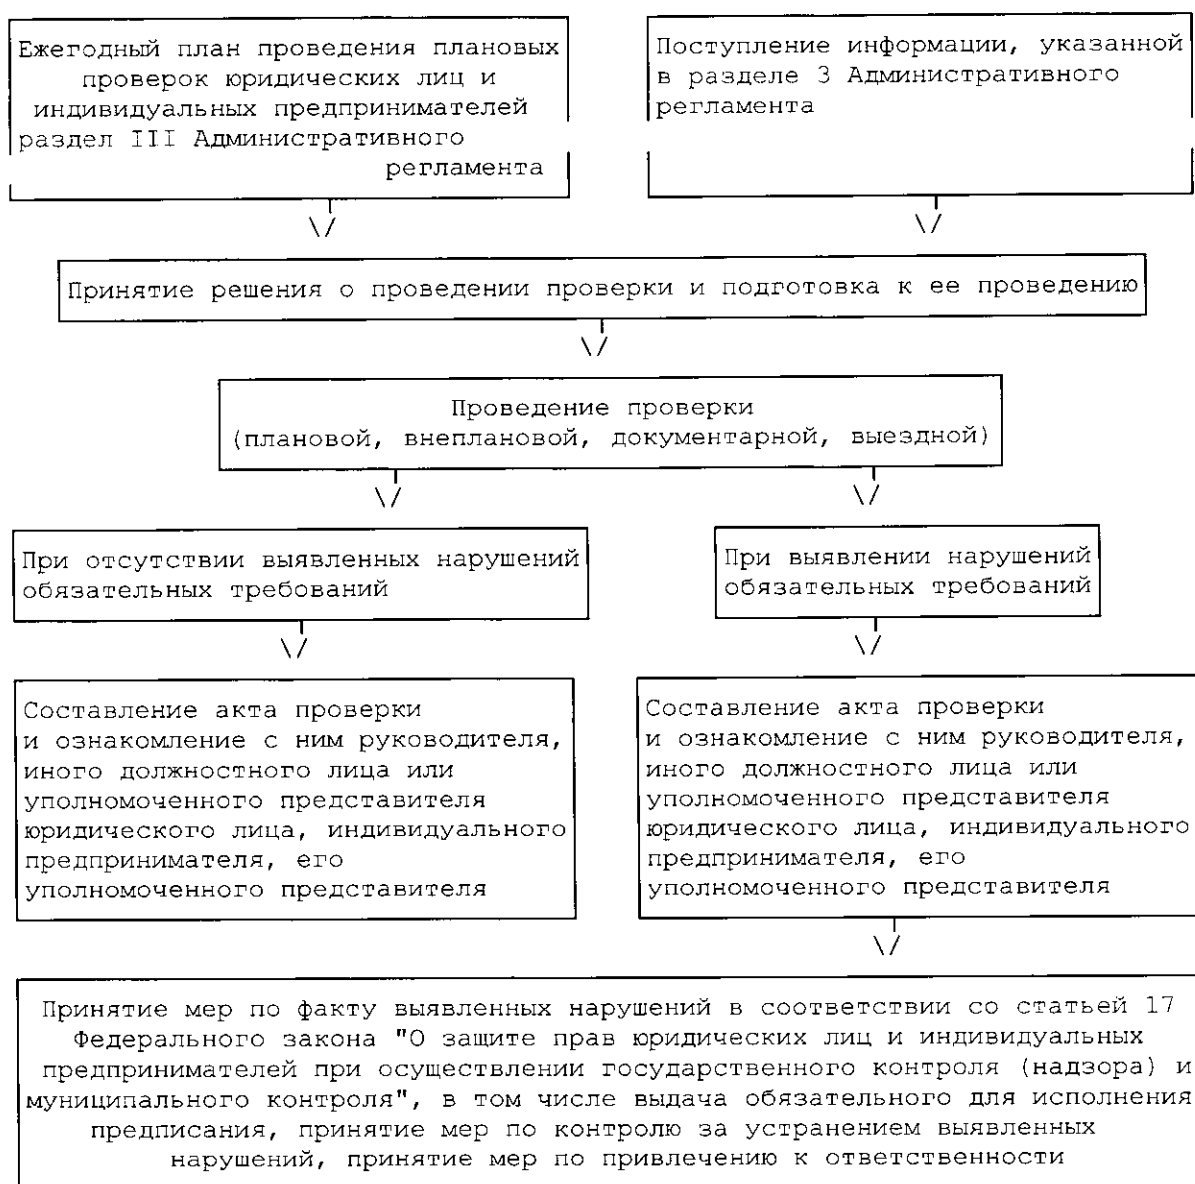 Ежегодный план проведения плановых
проверок юридических лиц и
индивидуальных предпринимателей
раздел III Административного
регламента
Поступление информации, указанной
в разделе 3 Административного
регламента
Принятие решения о проведении проверки и подготовка к ее проведению
Проведение проверки
(плановой, внеплановой, документарной, выездной)
При отсутствии выявленных нарушений
обязательных требований
При выявлении нарушений
обязательных требований
Составление акта проверки
и ознакомление с ним руководителя,
иного должностного лица или
уполномоченного представителя
юридического лица, индивидуального
предпринимателя, его
уполномоченного представителя
Составление акта проверки
и ознакомление с ним руководителя,
иного должностного лица или
уполномоченного представителя
юридического лица, индивидуального
предпринимателя, его
уполномоченного представителя
Принятие мер по факту выявленных нарушений в соответствии со статьей 17
Федерального закона "О защите прав юридических лиц и индивидуальных
предпринимателей при осуществлении государственного контроля (надзора) и
муниципального контроля", в том числе выдача обязательного для исполнения
предписания, принятие мер по контролю за устранением выявленных
нарушений, принятие мер по привлечению к ответственности